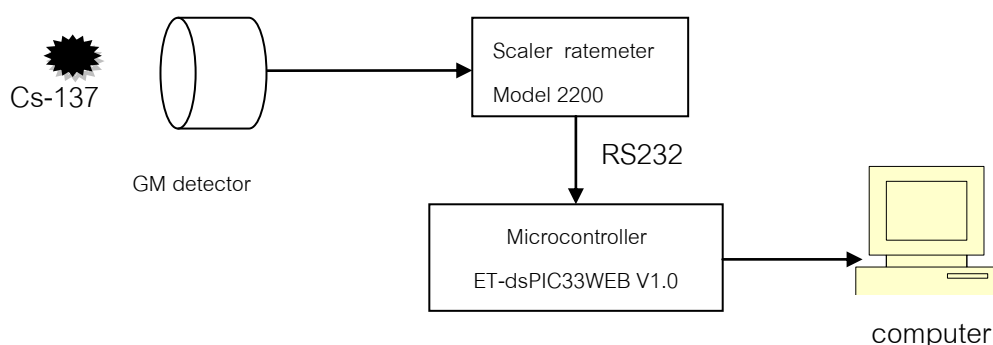 Cs-137
GM detector
Scaler ratemeter
Model 2200
RS232
Microcontroller
ET-dsPIC33WEB V1.0
computer